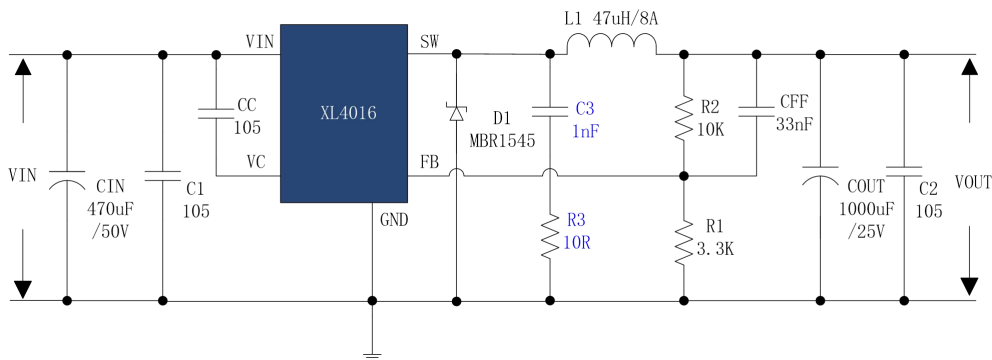 L1 47uH/8A
VIN
SW
CC
105
XL4016
D1
MBR1545
C3
1nF
R2
10K
CFF
33nF
VC
FB
VIN
CIN
470uF
/50V
C1
105
GND
R3
10R
R1
3.3K
COUT
1000uF
/25V
C2
105
VOUT